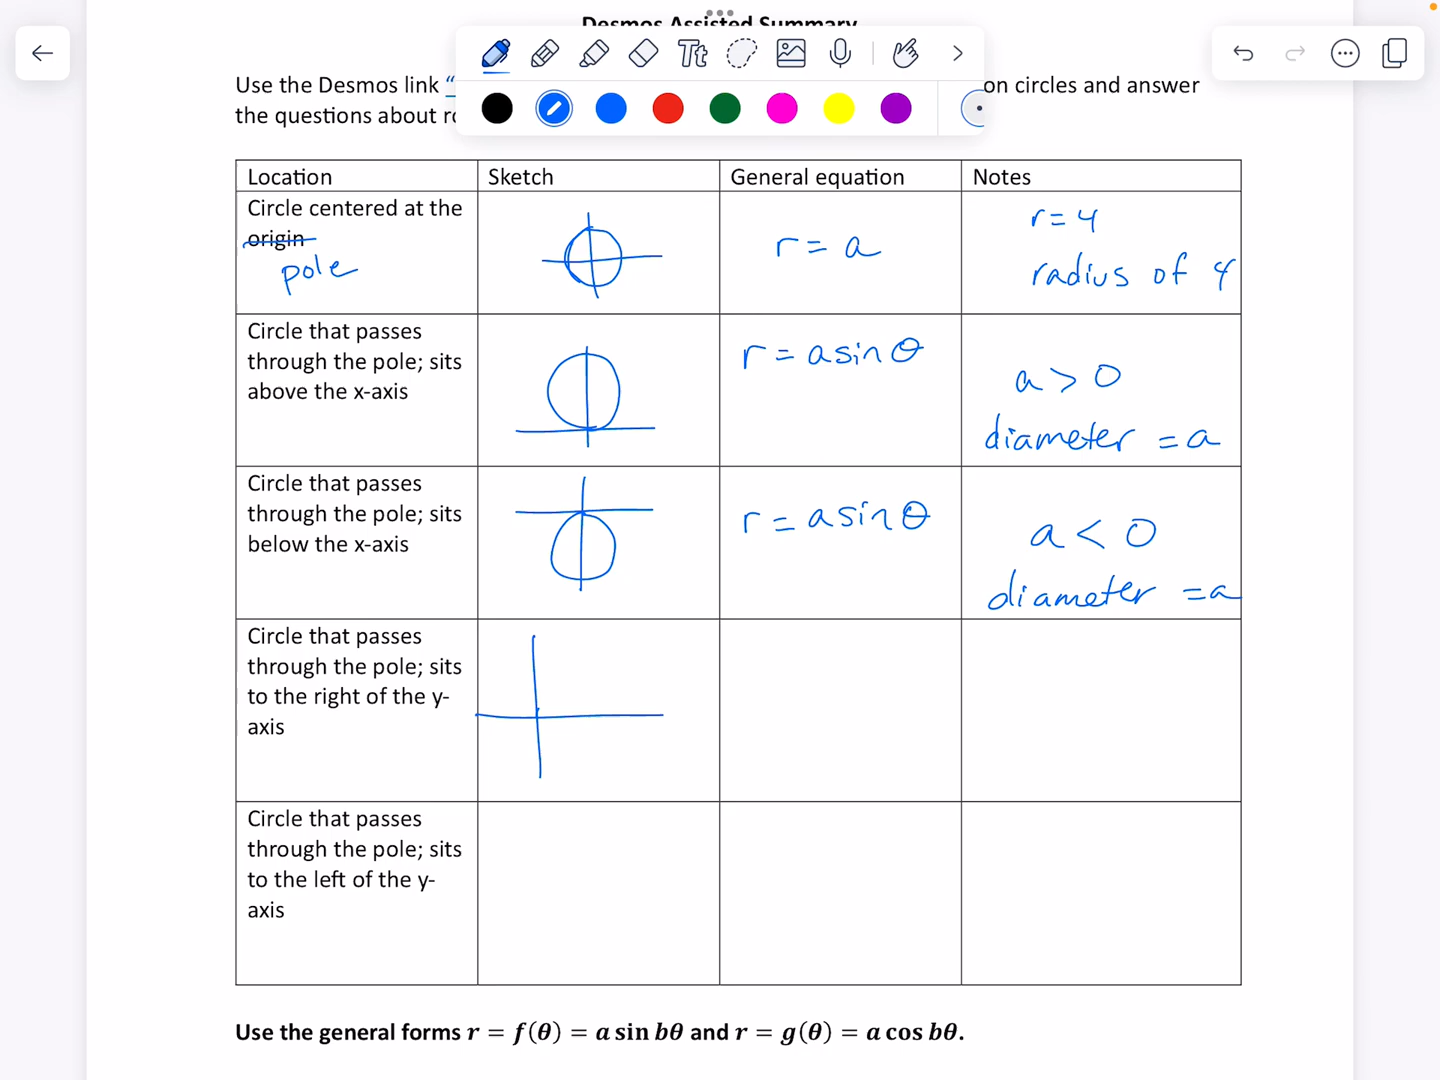 Desmos Assisted Summary
Use the Desmos link “ on circles and answer
the questions about ro
Tt
Location Sketch General equation Notes
Circle centered at the
origin
pole
r = a
r = 4
radius of 4
Circle that passes
through the pole; sits
above the x-axis
r = a sin θ
a > 0
diameter = a
Circle that passes
through the pole; sits
below the x-axis
r = a sin θ
a < 0
diameter = a
Circle that passes
through the pole; sits
to the right of the y-
axis
Circle that passes
through the pole; sits
to the left of the y-
axis
Use the general forms r = f(θ) = a sin bθ and r = g(θ) = a cos bθ.